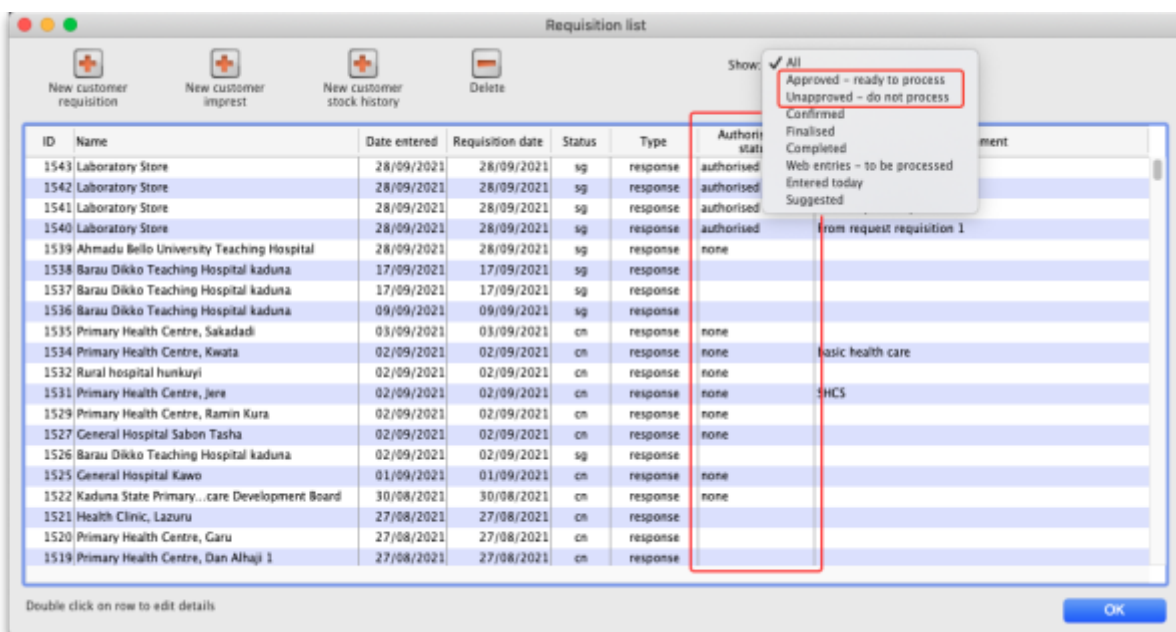 Requisition list
New customer requisition
New customer imprest
New customer stock history
Delete
Show: ✓ All
Approved – ready to process
Unapproved – do not process
Confirmed
Finalised
Completed
Web entries – to be processed
Entered today
Suggested
ID Name Date entered Requisition date Status Type
1543 Laboratory Store 28/09/2021 28/09/2021 sg response authorised
1542 Laboratory Store 28/09/2021 28/09/2021 sg response authorised
1541 Laboratory Store 28/09/2021 28/09/2021 sg response authorised
1540 Laboratory Store 28/09/2021 28/09/2021 sg response authorised From request requisition 1
1539 Ahmadu Bello University Teaching Hospital 28/09/2021 28/09/2021 sg response none
1538 Barau Dikko Teaching Hospital kaduna 17/09/2021 17/09/2021 sg response
1537 Barau Dikko Teaching Hospital kaduna 17/09/2021 17/09/2021 sg response
1536 Barau Dikko Teaching Hospital kaduna 09/09/2021 09/09/2021 sg response
1535 Primary Health Centre, Sakadadi 03/09/2021 03/09/2021 cn response none
1534 Primary Health Centre, Kwata 02/09/2021 02/09/2021 cn response none basic health care
1532 Rural hospital hunkuyi 02/09/2021 02/09/2021 cn response none
1531 Primary Health Centre, Jere 02/09/2021 02/09/2021 cn response none SHCS
1529 Primary Health Centre, Ramin Kura 02/09/2021 02/09/2021 cn response none
1527 General Hospital Sabon Tasha 02/09/2021 02/09/2021 cn response none
1526 Barau Dikko Teaching Hospital kaduna 02/09/2021 02/09/2021 sg response
1525 General Hospital Kawo 01/09/2021 01/09/2021 cn response none
1522 Kaduna State Primary...care Development Board 30/08/2021 30/08/2021 cn response none
1521 Health Clinic, Lazuru 27/08/2021 27/08/2021 cn response
1520 Primary Health Centre, Garu 27/08/2021 27/08/2021 cn response
1519 Primary Health Centre, Dan Alhaji 1 27/08/2021 27/08/2021 cn response
Double click on row to edit details
OK